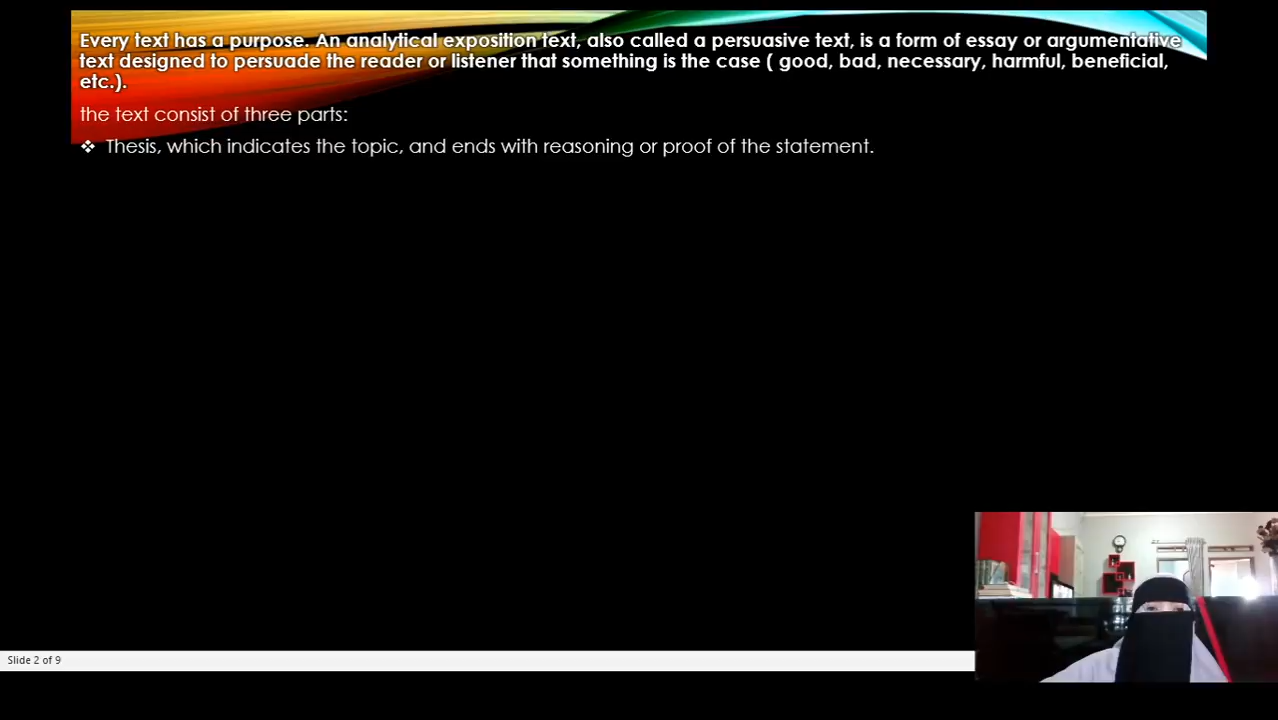 Every text has a purpose. An analytical exposition text, also called a persuasive text, is a form of essay or argumentative
text designed to persuade the reader or listener that something is the case ( good, bad, necessary, harmful, beneficial,
etc.).
the text consist of three parts:
❖ Thesis, which indicates the topic, and ends with reasoning or proof of the statement.
Slide 2 of 9